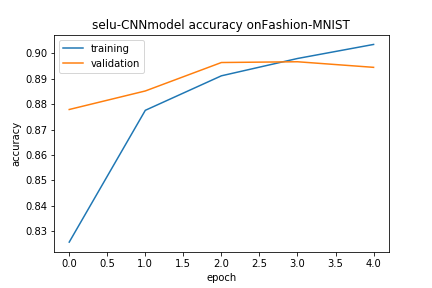 selu-CNNmodel accuracy onFashion-MNIST
training
validation
accuracy
0.90
0.89
0.88
0.87
0.86
0.85
0.84
0.83
0.0 0.5 1.0 1.5 2.0 2.5 3.0 3.5 4.0
epoch